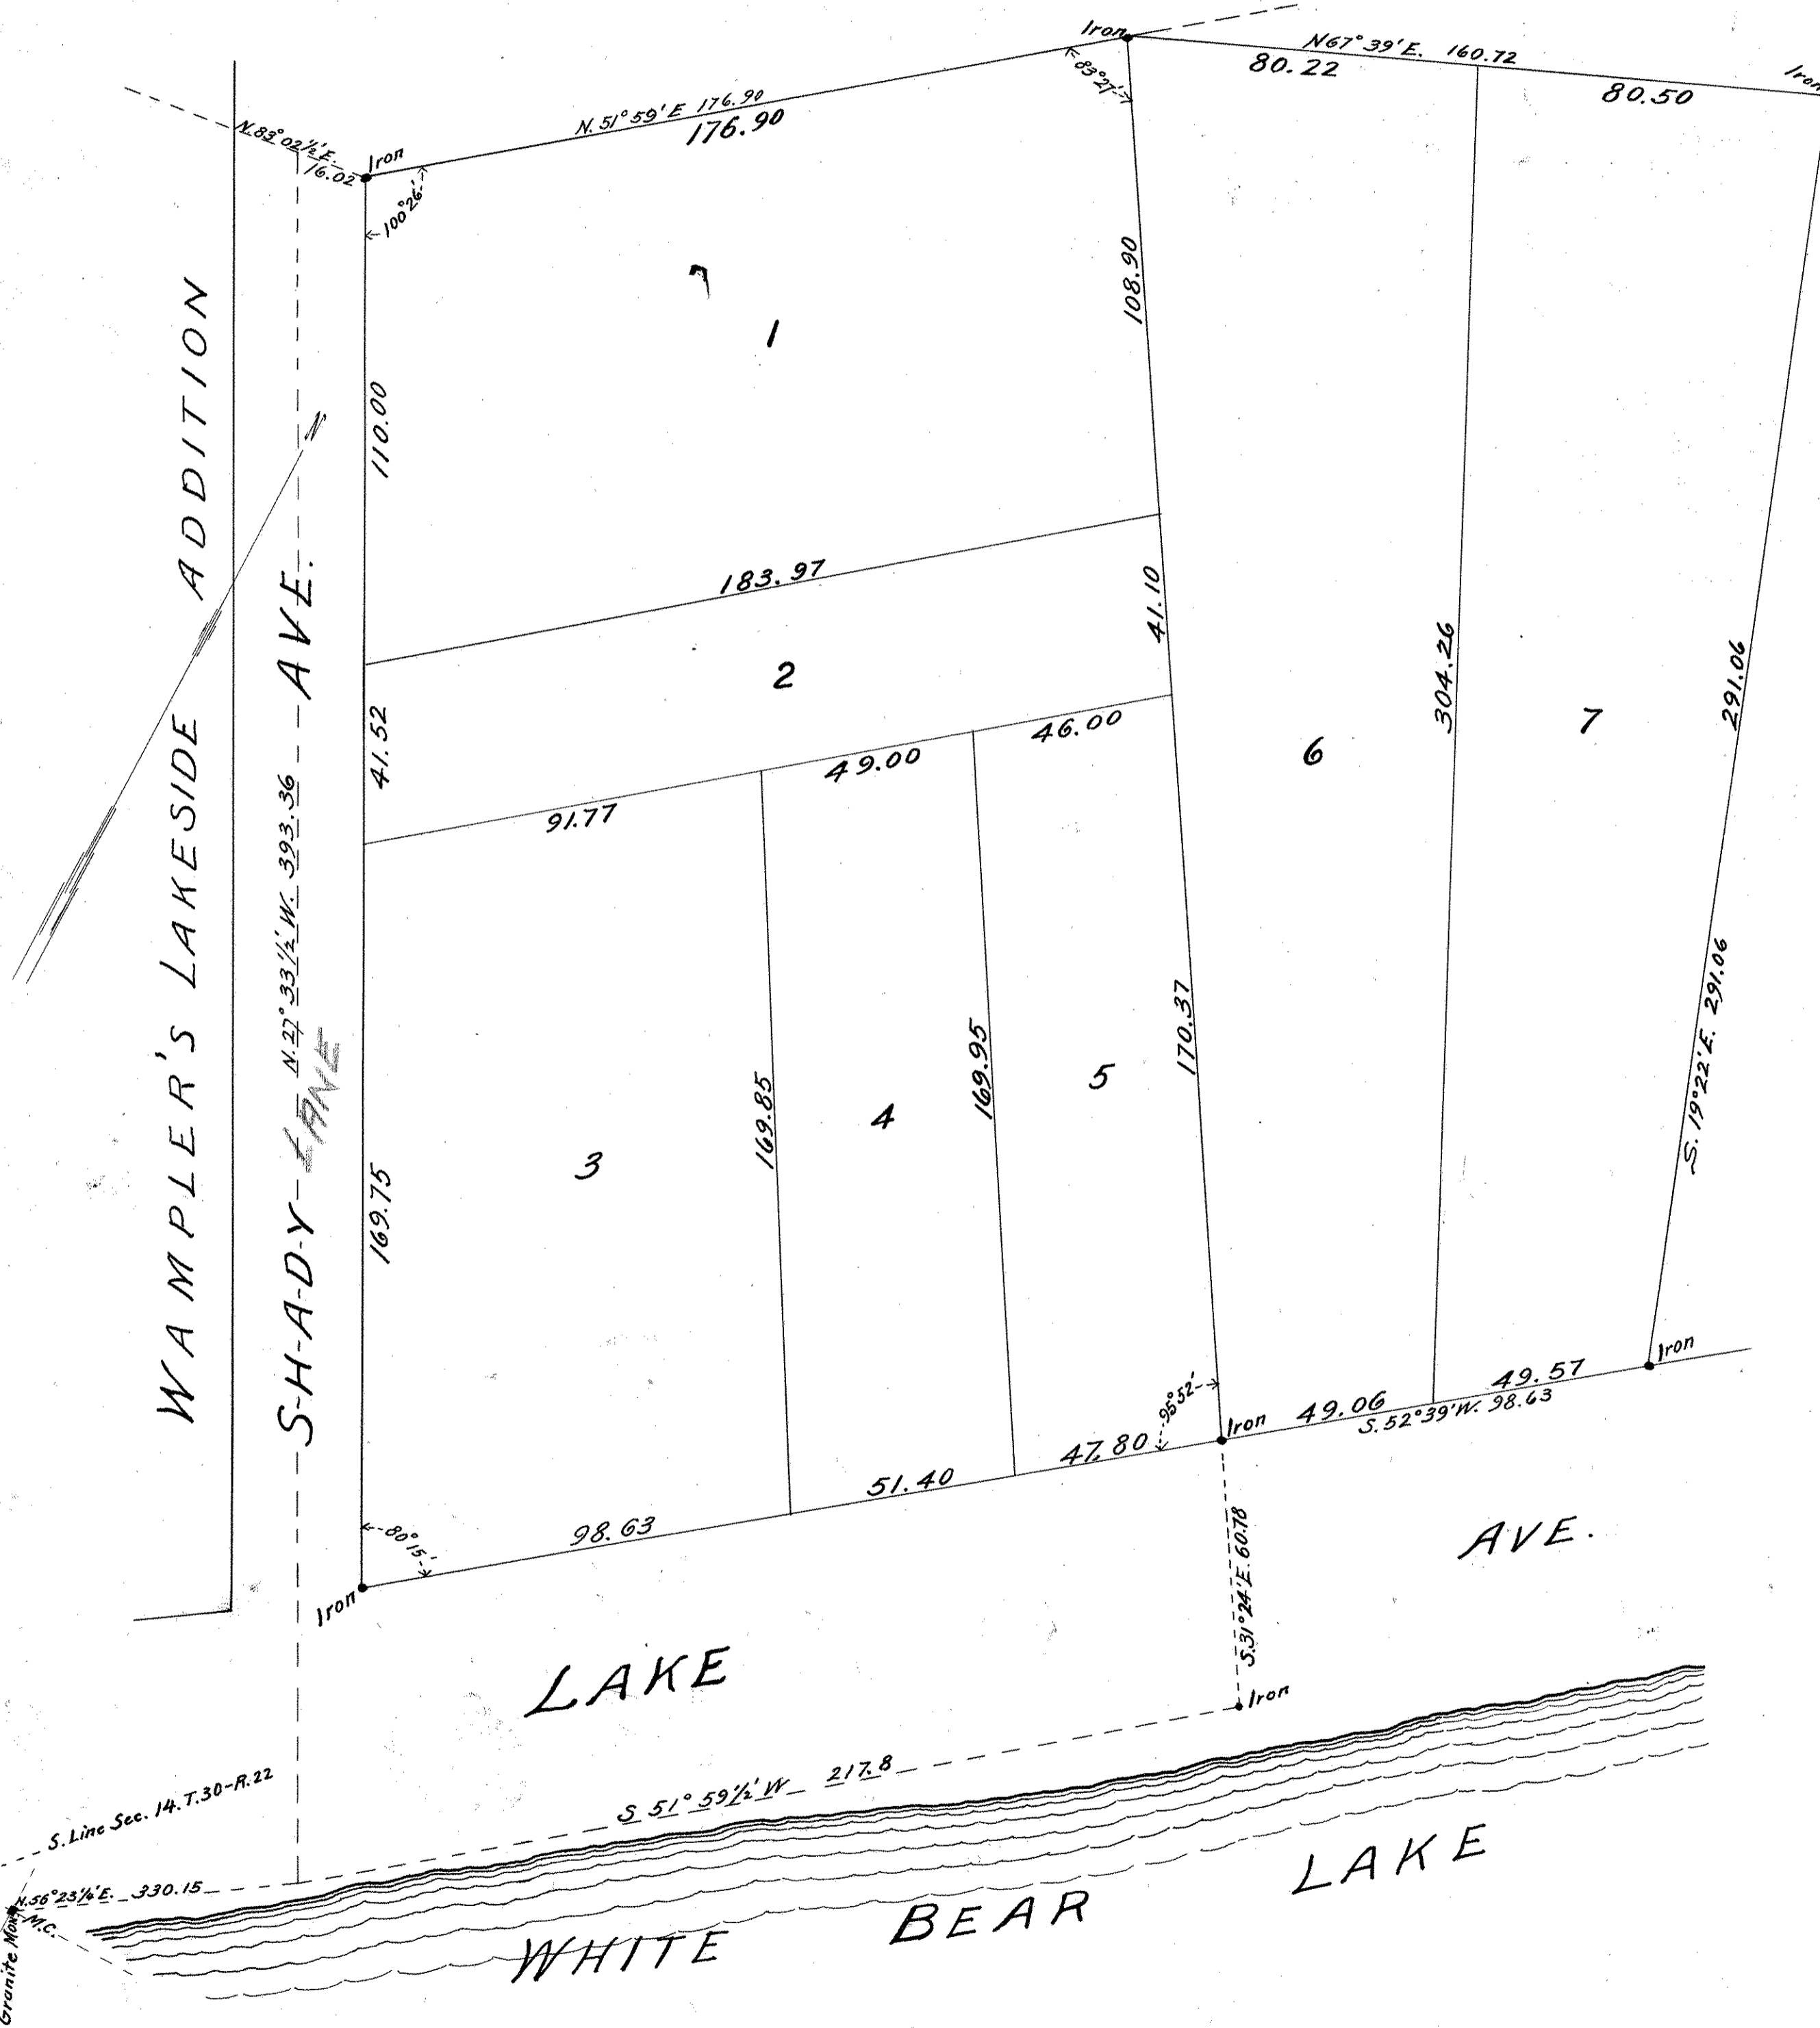 Iron
N67°39'E. 160.72
80.22
80.50
Iron
N.83°02½'E.
16.02
Iron
N. 51°59'E 176.90
176.90
83°27'
100°26'
1
108.90
110.00
N
183.97
41.10
2
41.52
46.00
49.00
91.77
6
304.26
7
291.06
S. 19°22'E. 291.06
WAMPLER'S LAKESIDE ADDITION
SHADY AVE.
LANE
N.27°33½'W. 393.36
169.75
3
169.85
4
169.95
5
170.37
95°52'
80°15'
98.63
51.40
47.80
Iron
49.06
49.57
S.52°39'W. 98.63
Iron
Iron
S.31°24'E. 60.78
Iron
LAKE AVE.
S 51°59½' W 217.8
S. Line Sec. 14. T.30-R.22
N.56°23¼'E. 330.15
M.C.
Granite Mon.
WHITE BEAR LAKE